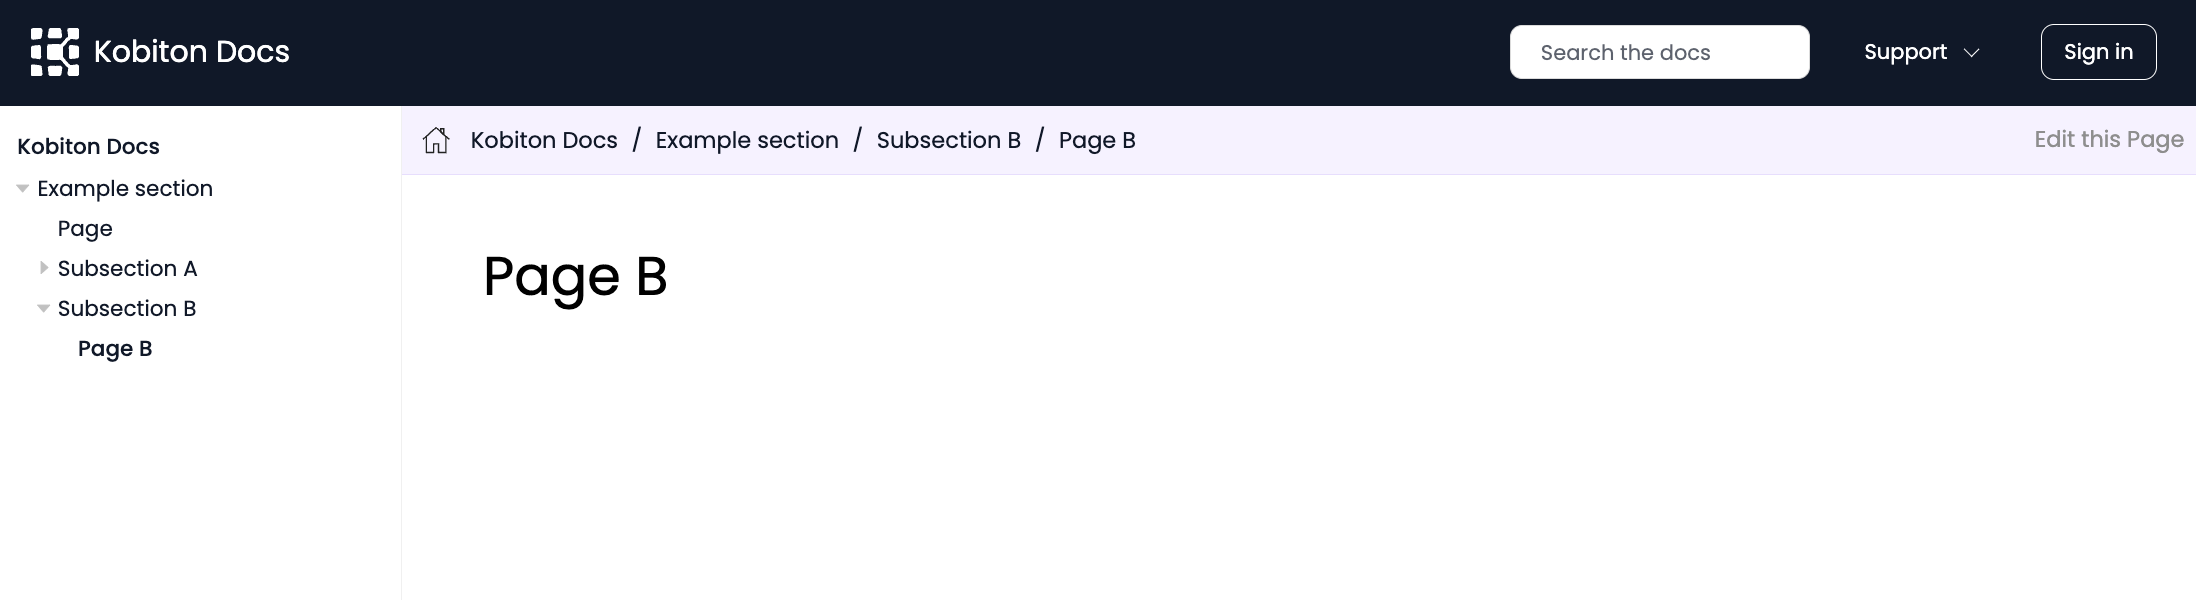 Kobiton Docs
Search the docs
Support
Sign in
Kobiton Docs
Example section
Page
Subsection A
Subsection B
Page B
Kobiton Docs / Example section / Subsection B / Page B
Edit this Page
Page B